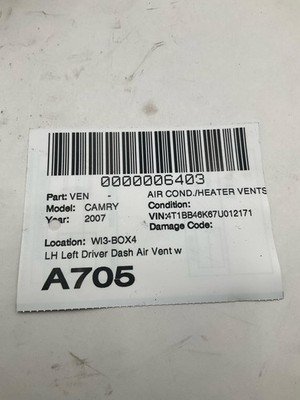 0000006403
Part: VEN - AIR COND./HEATER VENTS
Model: CAMRY Condition:
Year: 2007 VIN:4T1BB46K67U012171
Damage Code:
Location: WI3-BOX4
LH Left Driver Dash Air Vent w
A705